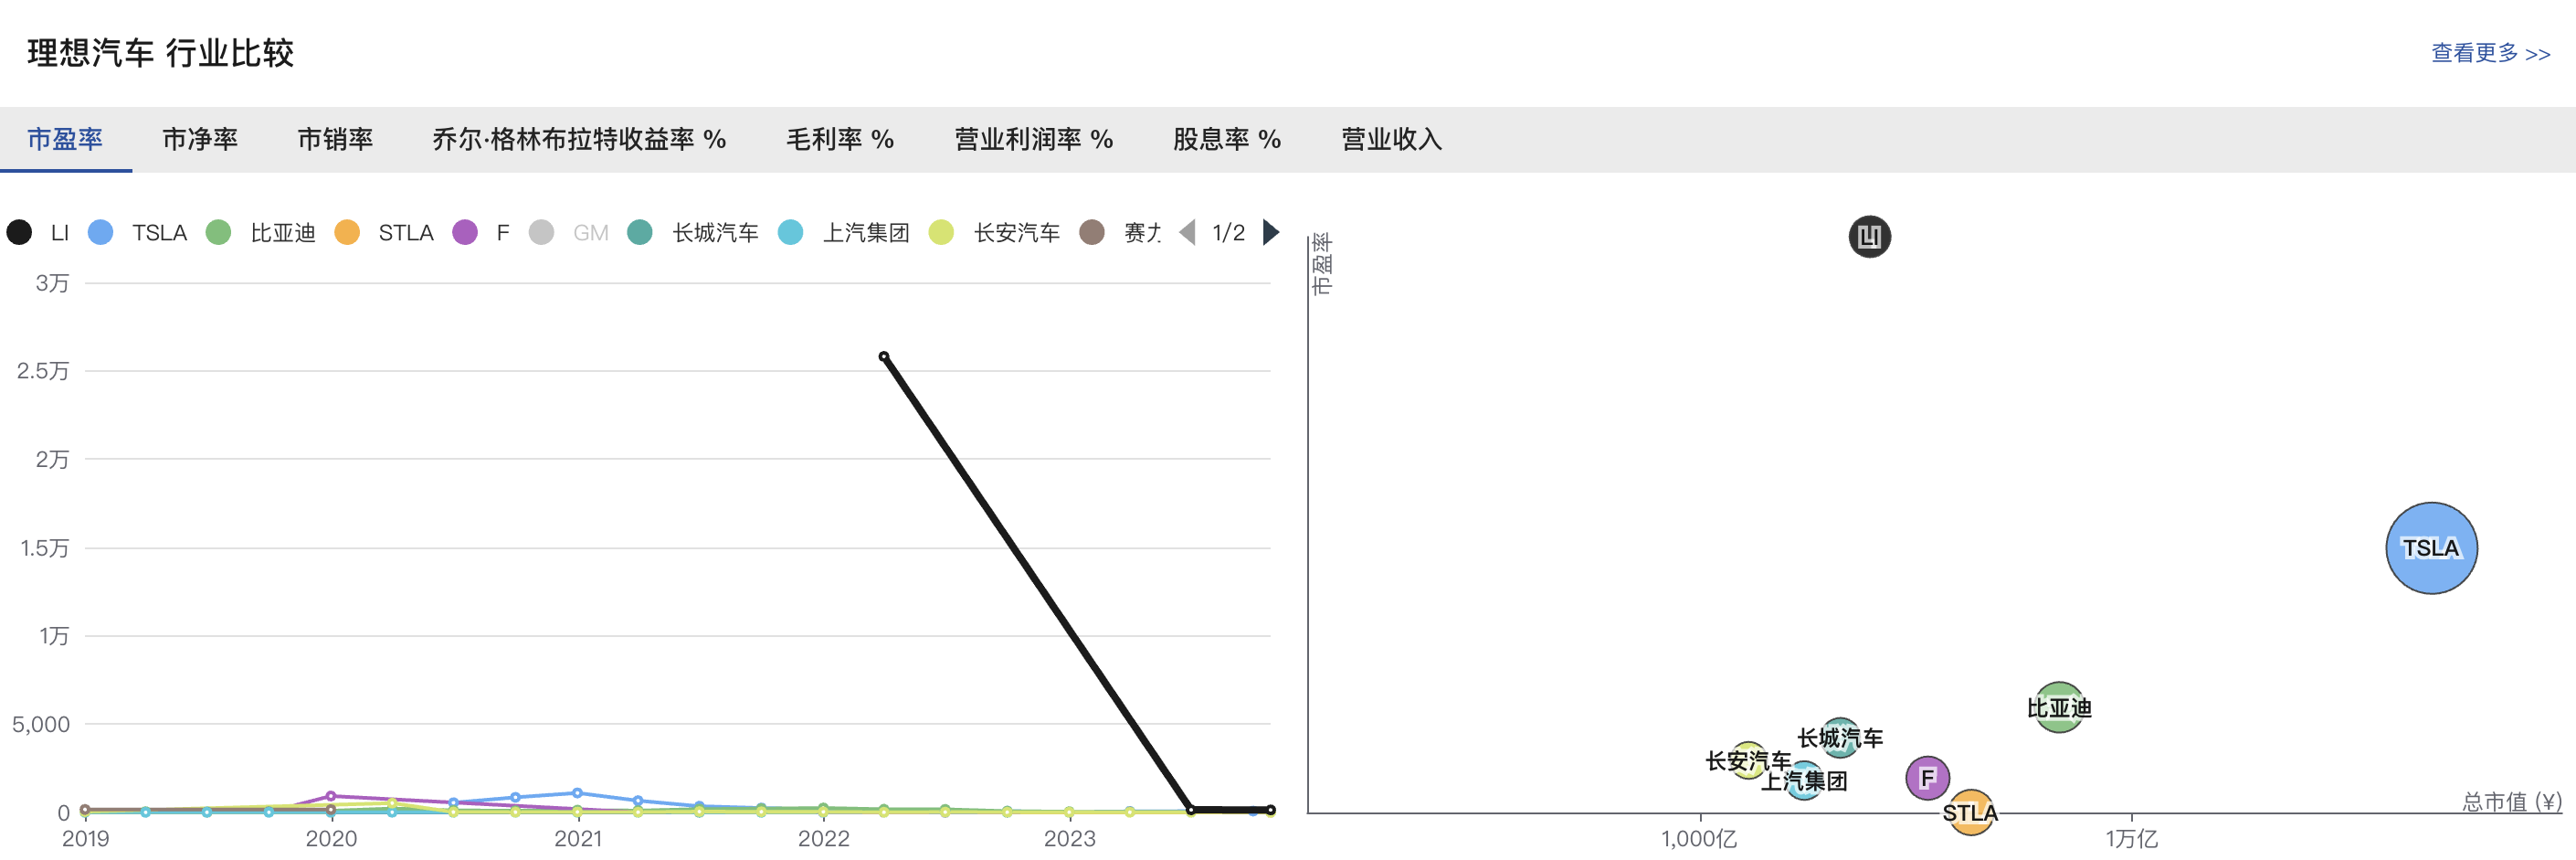 理想汽车 行业比较
查看更多 >>
市盈率 市净率 市销率 乔尔·格林布拉特收益率 % 毛利率 % 营业利润率 % 股息率 % 营业收入
LI TSLA 比亚迪 STLA F GM 长城汽车 上汽集团 长安汽车 赛 1/2
3万
2.5万
2万
1.5万
1万
5,000
0
2019 2020 2021 2022 2023
市盈率
LI
TSLA
比亚迪
长城汽车
长安汽车
上汽集团
F
STLA
总市值 (¥)
1,000亿 1万亿